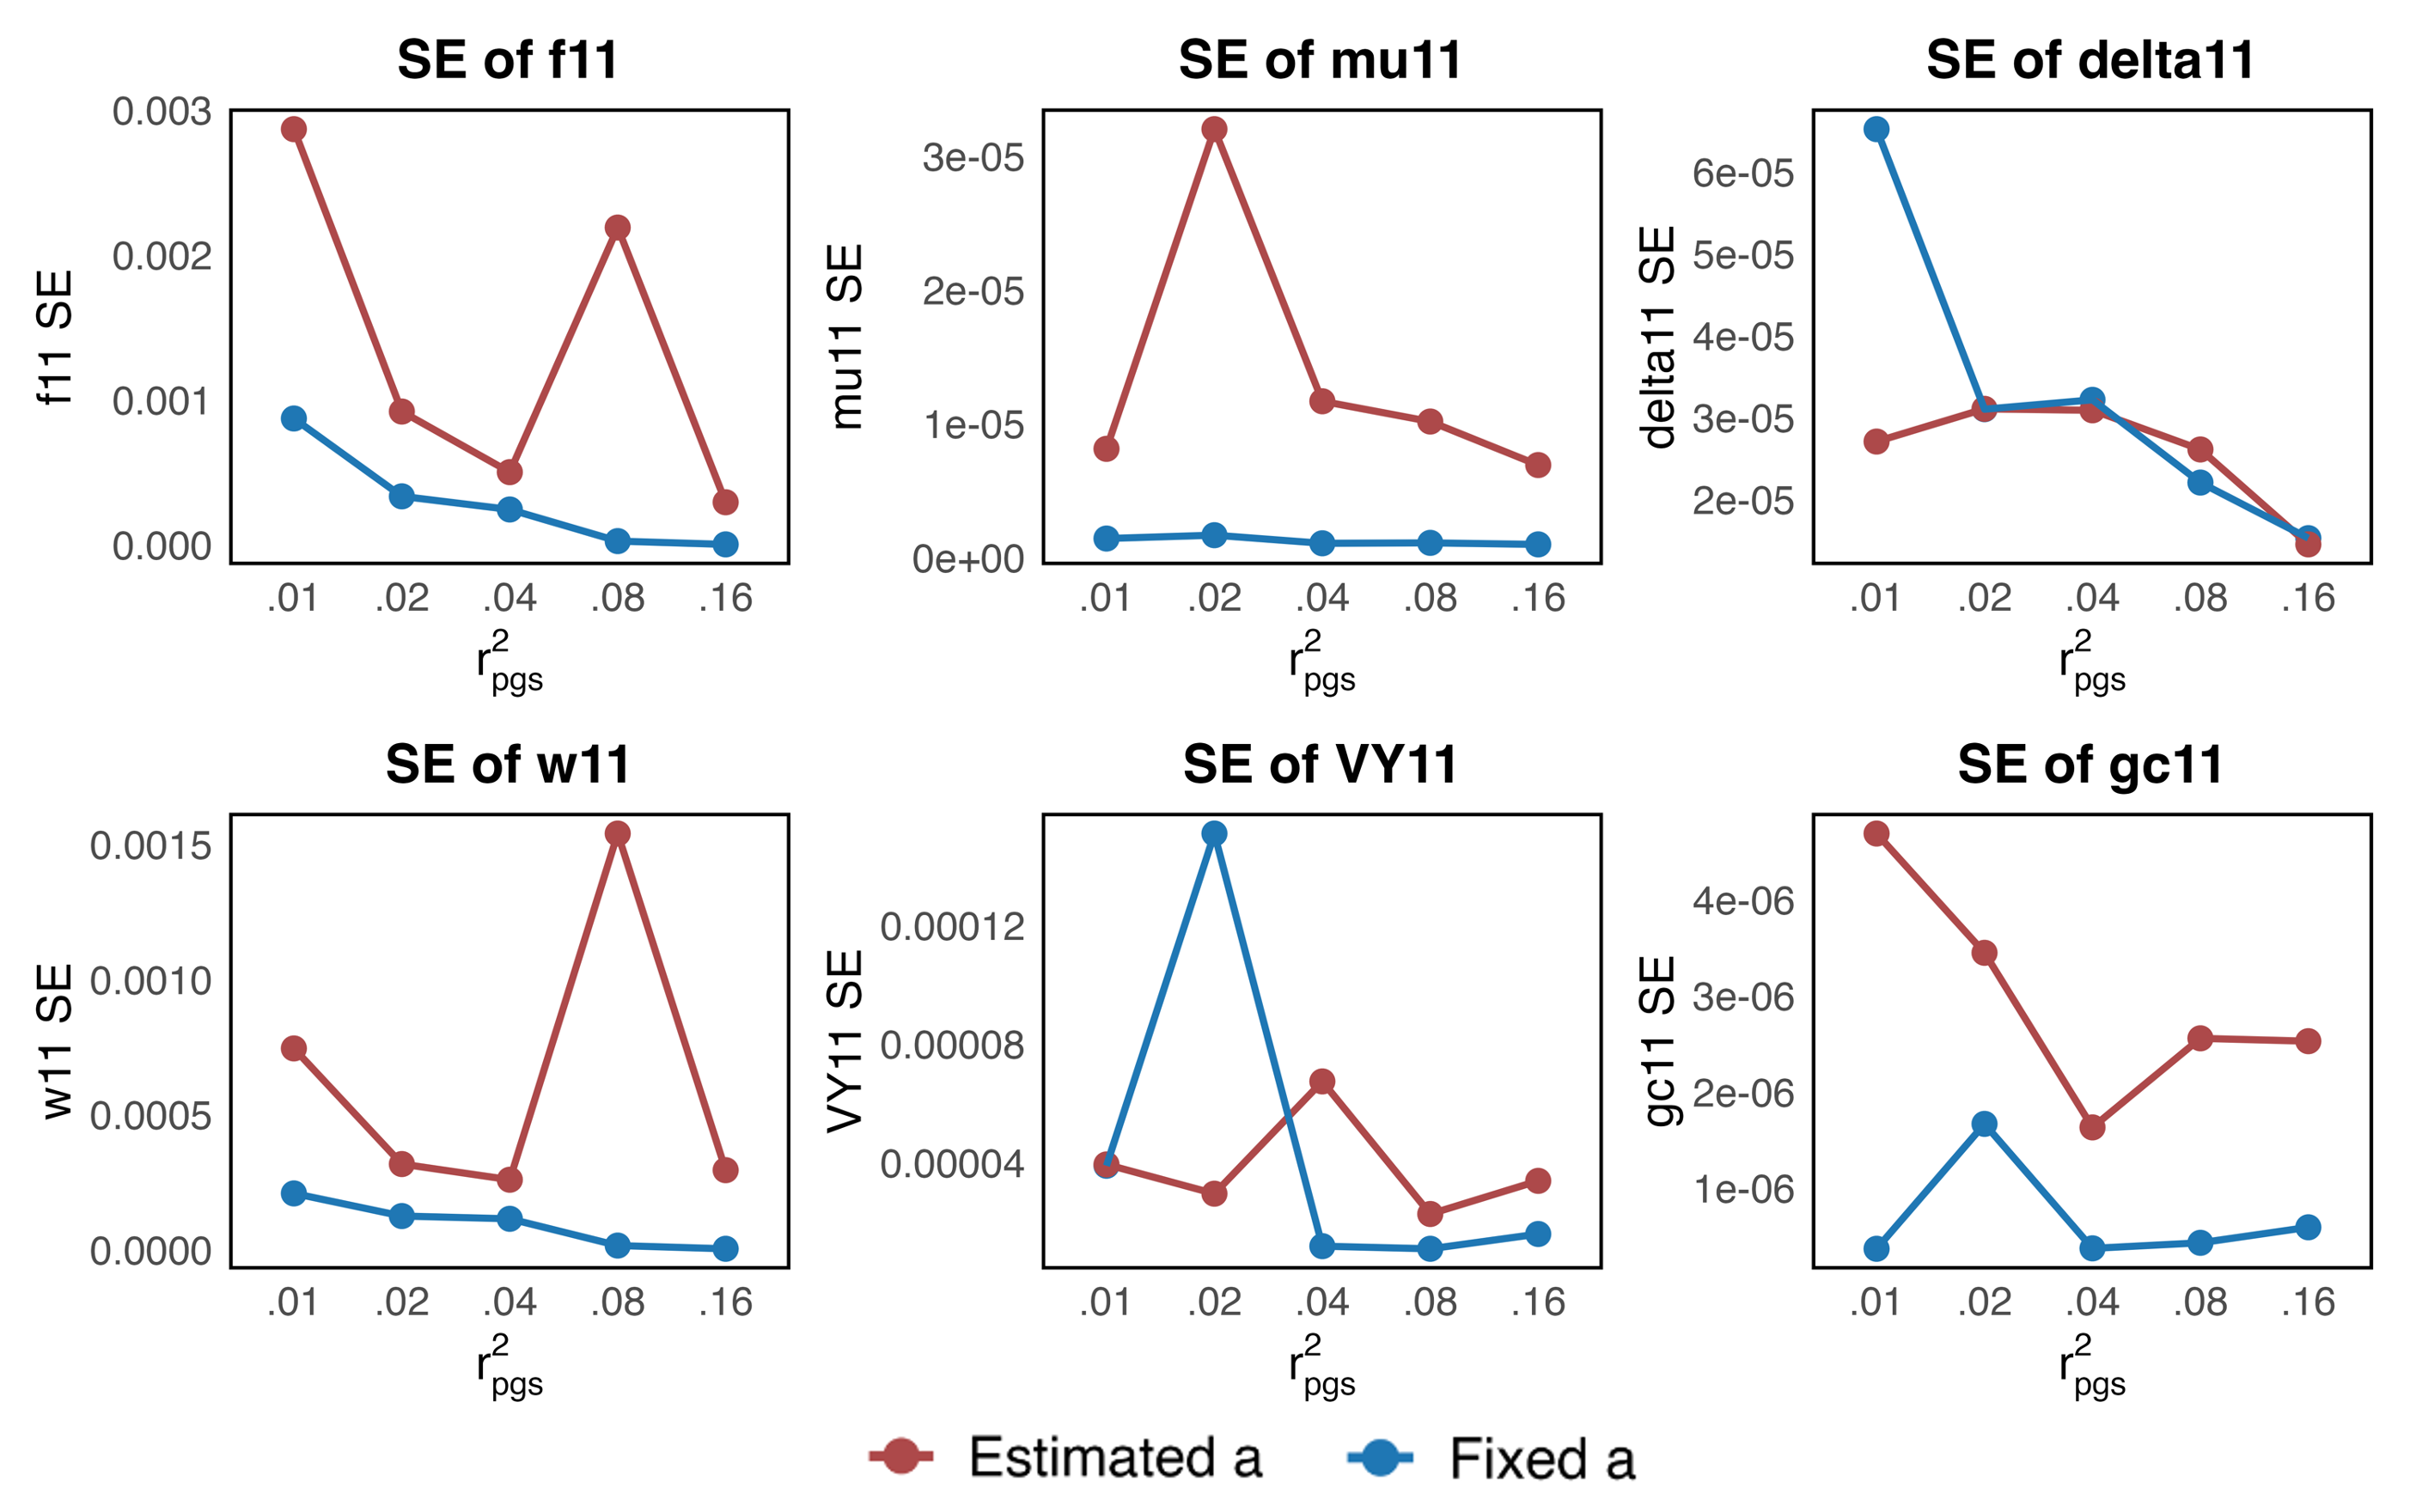 SE of f11
SE of mu11
SE of delta11
f11 SE
0.003
0.002
0.001
0.000
.01 .02 .04 .08 .16
r²pgs
mu11 SE
3e-05
2e-05
1e-05
0e+00
.01 .02 .04 .08 .16
r²pgs
delta11 SE
6e-05
5e-05
4e-05
3e-05
2e-05
.01 .02 .04 .08 .16
r²pgs
SE of w11
SE of VY11
SE of gc11
w11 SE
0.0015
0.0010
0.0005
0.0000
.01 .02 .04 .08 .16
r²pgs
VY11 SE
0.00012
0.00008
0.00004
.01 .02 .04 .08 .16
r²pgs
gc11 SE
4e-06
3e-06
2e-06
1e-06
.01 .02 .04 .08 .16
r²pgs
Estimated a Fixed a